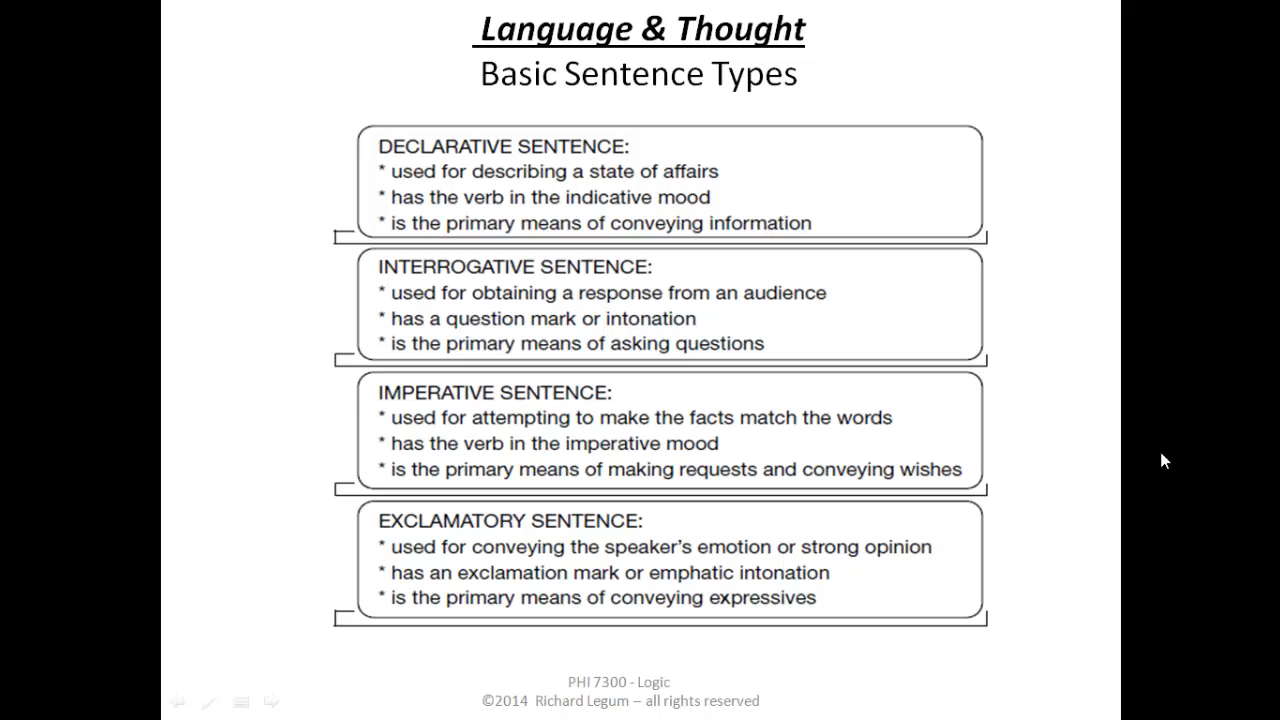 Language & Thought
Basic Sentence Types
DECLARATIVE SENTENCE:
* used for describing a state of affairs
* has the verb in the indicative mood
* is the primary means of conveying information
INTERROGATIVE SENTENCE:
* used for obtaining a response from an audience
* has a question mark or intonation
* is the primary means of asking questions
IMPERATIVE SENTENCE:
* used for attempting to make the facts match the words
* has the verb in the imperative mood
* is the primary means of making requests and conveying wishes
EXCLAMATORY SENTENCE:
* used for conveying the speaker's emotion or strong opinion
* has an exclamation mark or emphatic intonation
* is the primary means of conveying expressives
PHI 7300 - Logic
©2014 Richard Legum – all rights reserved